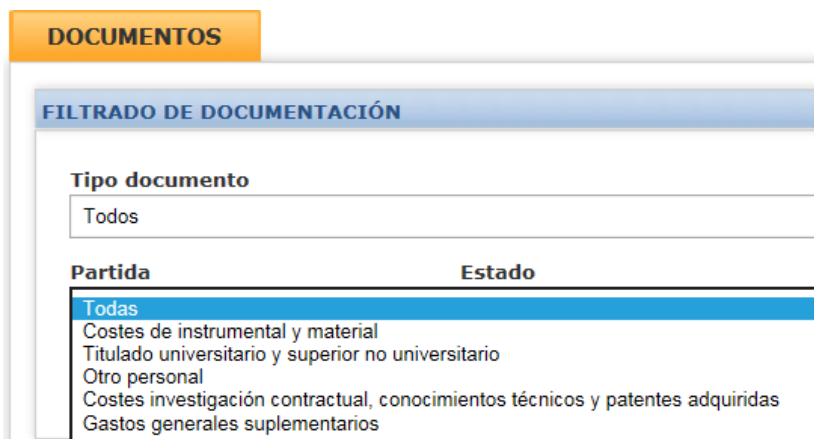 DOCUMENTOS
FILTRADO DE DOCUMENTACIÓN
Tipo documento
Todos
Partida Estado
Todas
Costes de instrumental y material
Titulado universitario y superior no universitario
Otro personal
Costes investigación contractual, conocimientos técnicos y patentes adquiridas
Gastos generales suplementarios